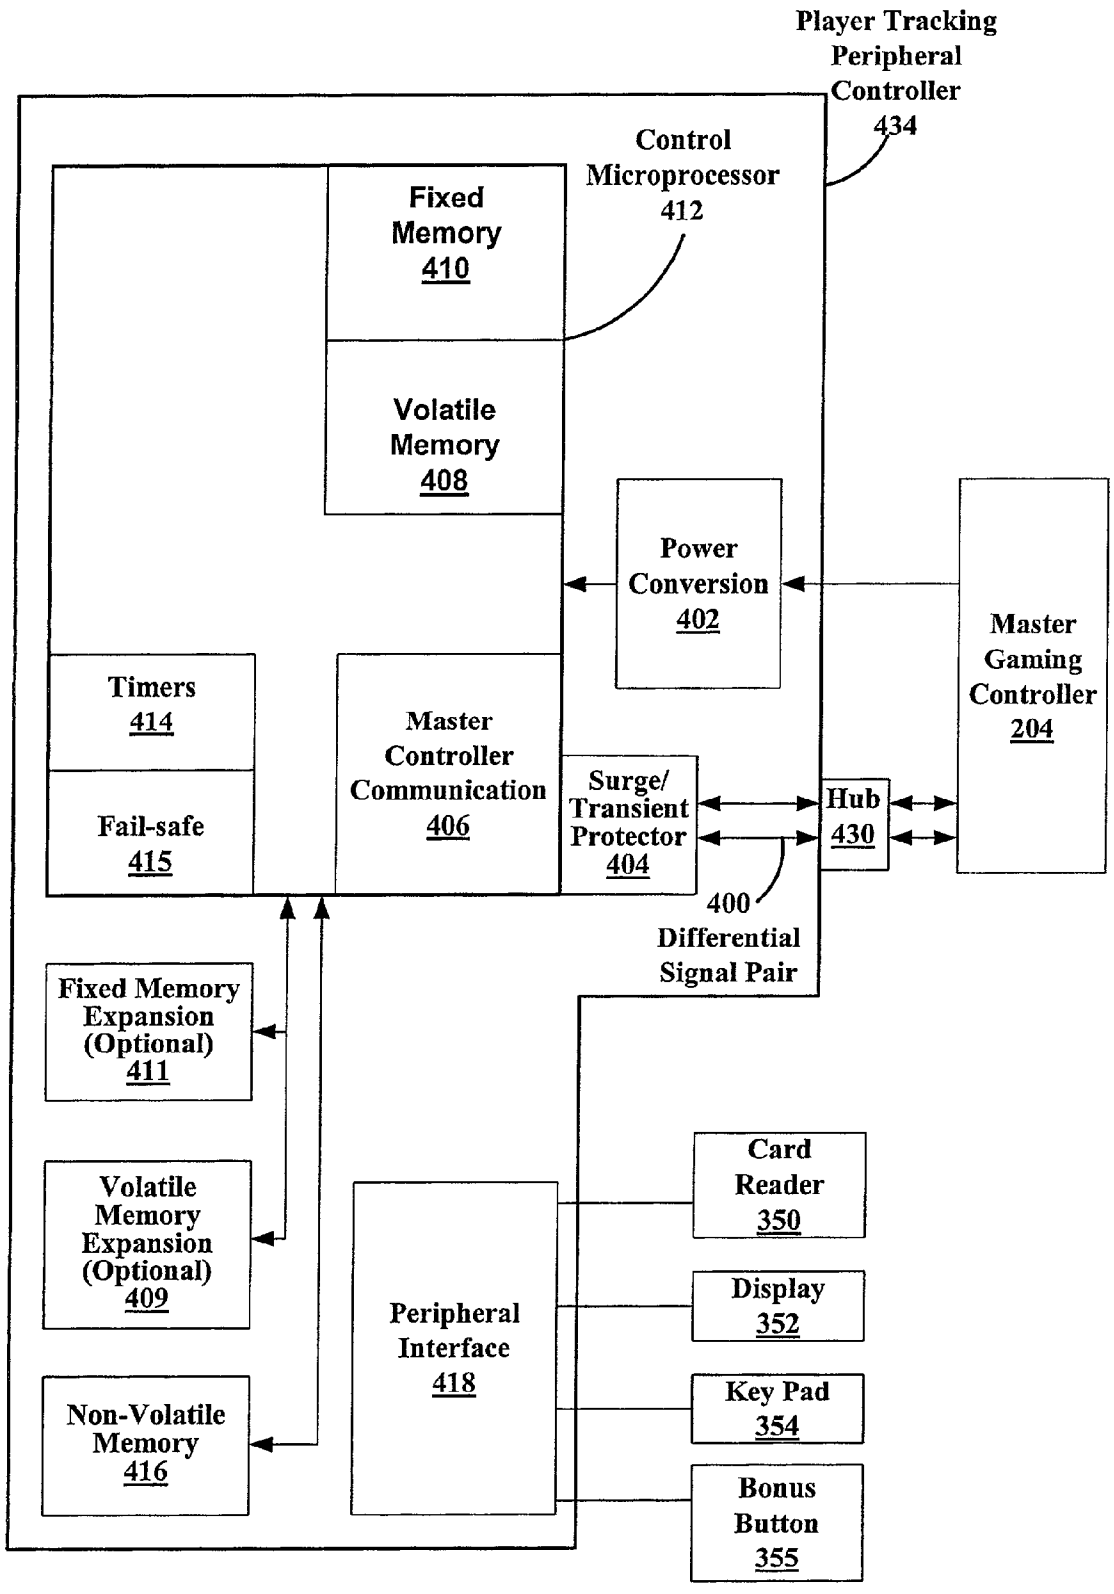 Player Tracking
Peripheral
Controller
434
Control
Microprocessor
412
Fixed
Memory
410
Volatile
Memory
408
Power
Conversion
402
Master
Gaming
Controller
204
Timers
414
Fail-safe
415
Master
Controller
Communication
406
Surge/
Transient
Protector
404
Hub
430
400
Differential
Signal Pair
Fixed Memory
Expansion
(Optional)
411
Volatile
Memory
Expansion
(Optional)
409
Non-Volatile
Memory
416
Peripheral
Interface
418
Card
Reader
350
Display
352
Key Pad
354
Bonus
Button
355